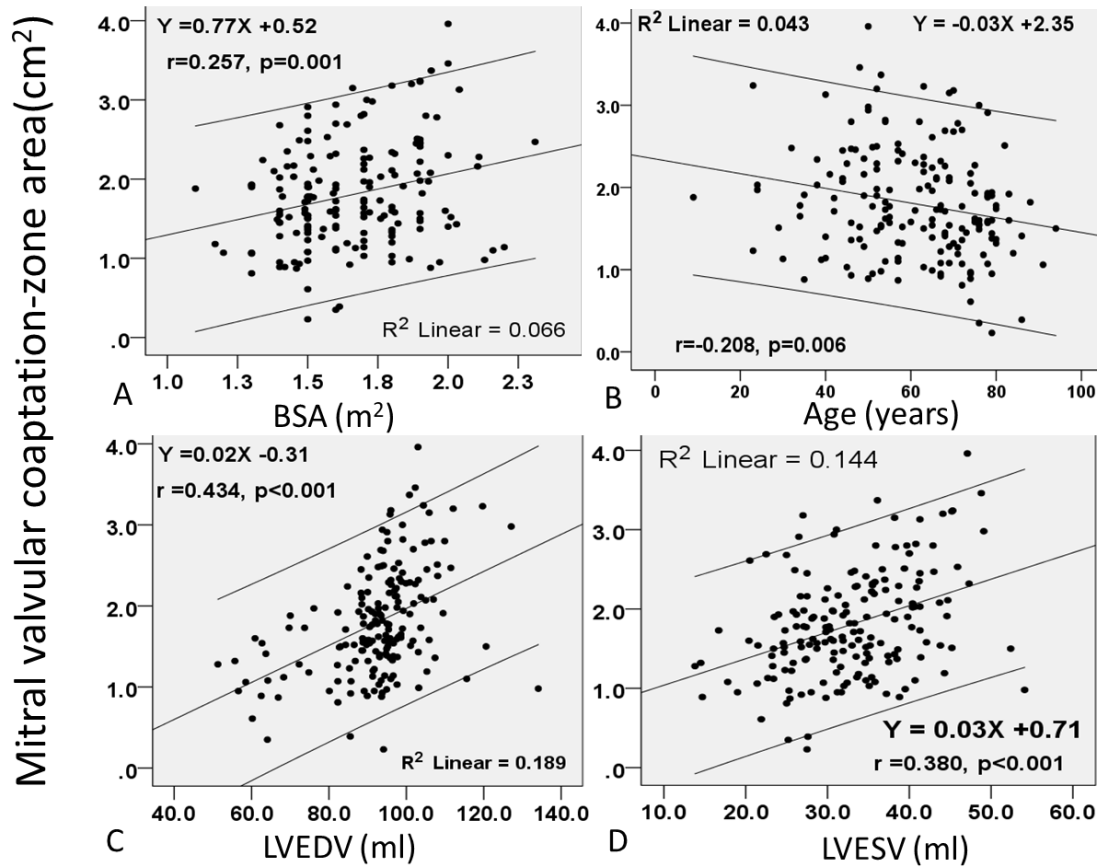 Mitral valvular coaptation-zone area(cm²)
4.0
3.0
2.0
1.0
.0
Y =0.77X +0.52
r=0.257, p=0.001
R² Linear = 0.066
1.0 1.3 1.5 1.8 2.0 2.3
A
BSA (m²)
4.0
3.0
2.0
1.0
0.0
R² Linear = 0.043 Y = -0.03X +2.35
r=-0.208, p=0.006
0 20 40 60 80 100
B
Age (years)
4.0
3.0
2.0
1.0
.0
Y =0.02X -0.31
r =0.434, p<0.001
R² Linear = 0.189
40.0 60.0 80.0 100.0 120.0 140.0
C
LVEDV (ml)
4.0
3.0
2.0
1.0
.0
R² Linear = 0.144
Y = 0.03X +0.71
r =0.380, p<0.001
10.0 20.0 30.0 40.0 50.0 60.0
D
LVESV (ml)